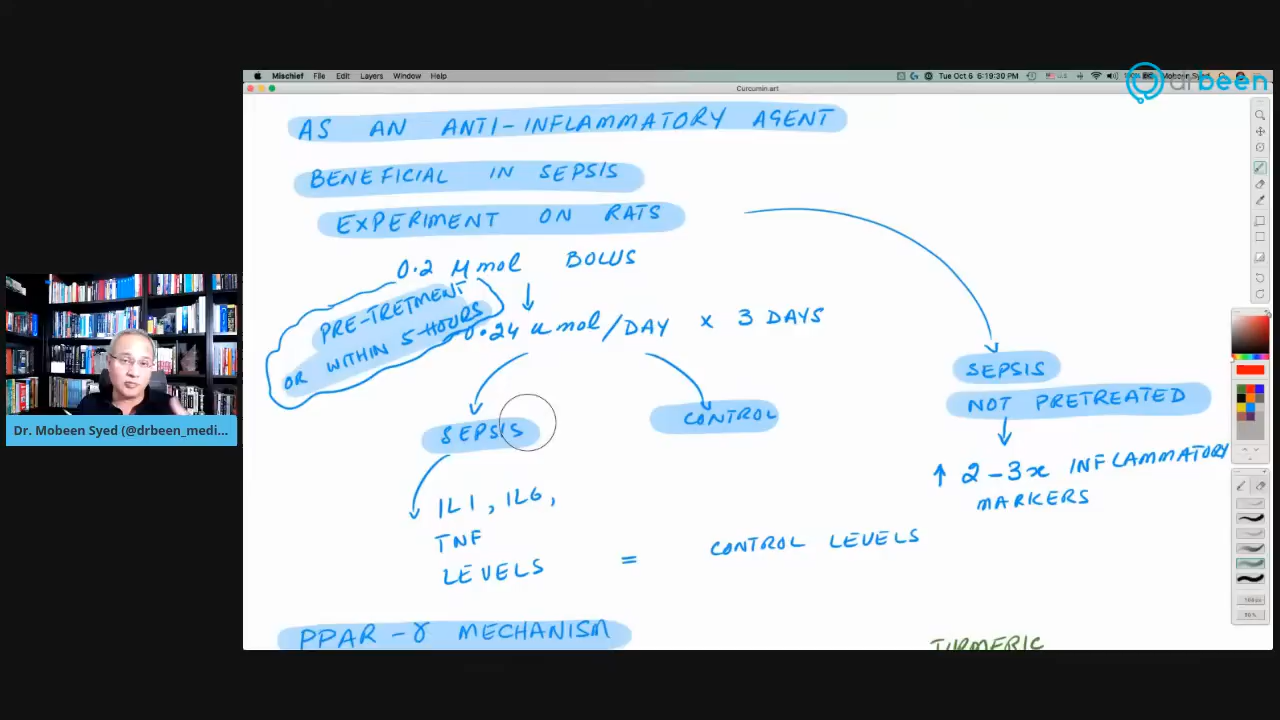 Mischief File Edit Layers Window Help
Tue Oct 6 6:19:30 PM Mobeen Syed
drbeen
Curcumin.art
AS AN ANTI-INFLAMMATORY AGENT
BENEFICIAL IN SEPSIS
EXPERIMENT ON RATS
0.2 μmol BOLUS
PRE-TRETMENT
OR WITHIN 5 HOURS
0.24 umol/DAY × 3 DAYS
SEPSIS
NOT PRETREATED
SEPSIS
CONTROL
↑ 2-3x INFLAMMATORY
MARKERS
IL1, IL6,
TNF
LEVELS = CONTROL LEVELS
PPAR-γ MECHANISM
TURMERIC
Dr. Mobeen Syed (@drbeen_medi...